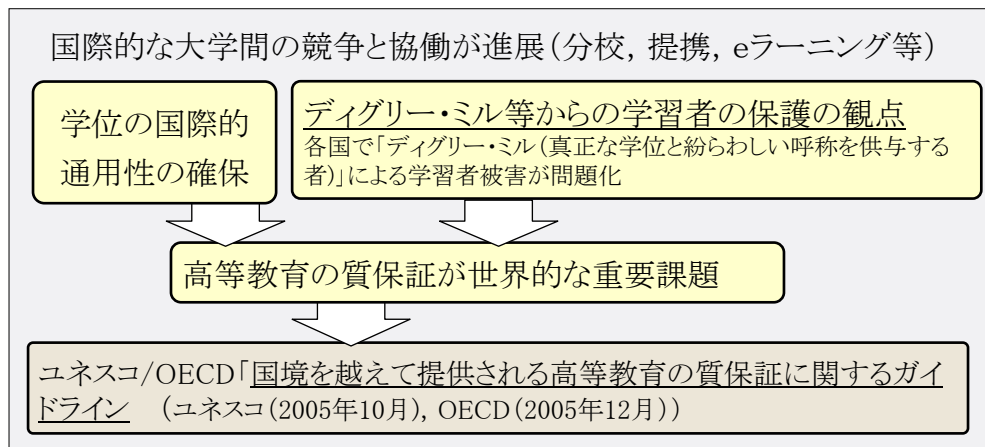 国際的な大学間の競争と協働が進展(分校, 提携, eラーニング等)
学位の国際的
通用性の確保
ディグリー・ミル等からの学習者の保護の観点
各国で「ディグリー・ミル(真正な学位と紛らわしい呼称を供与する
者)」による学習者被害が問題化
高等教育の質保証が世界的な重要課題
ユネスコ/OECD「国境を越えて提供される高等教育の質保証に関するガイ
ドライン　(ユネスコ(2005年10月), OECD(2005年12月))